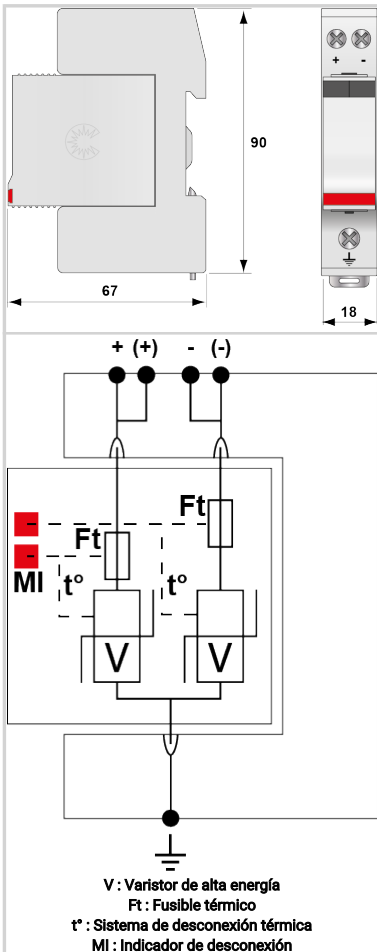 + -
90
67
18
+ (+) - (-)
Ft
Ft
MI t° t°
V V
V : Varistor de alta energía
Ft : Fusible térmico
t° : Sistema de desconexión térmica
MI : Indicador de desconexión